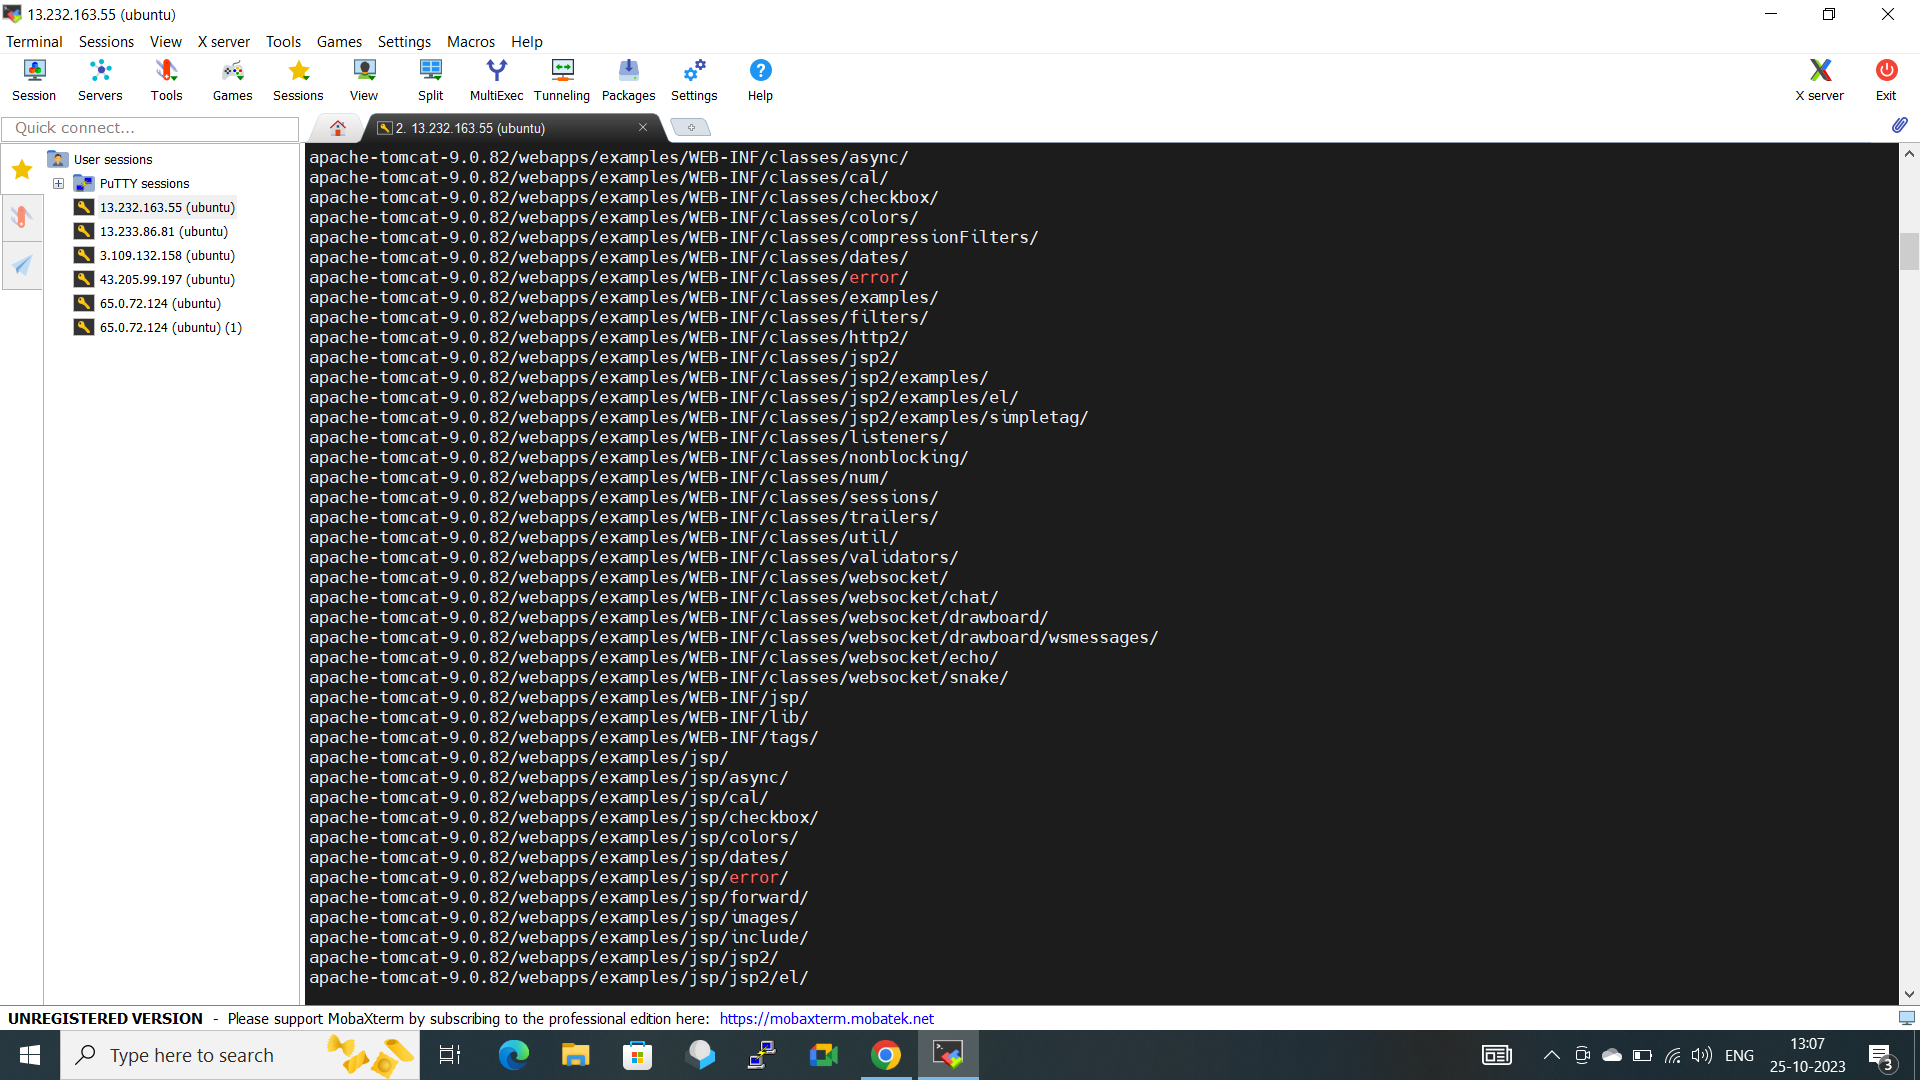 13.232.163.55 (ubuntu)
Terminal Sessions View X server Tools Games Settings Macros Help
Session Servers Tools Games Sessions View Split MultiExec Tunneling Packages Settings Help X server Exit
Quick connect...
2. 13.232.163.55 (ubuntu)
User sessions
PuTTY sessions
13.232.163.55 (ubuntu)
13.233.86.81 (ubuntu)
3.109.132.158 (ubuntu)
43.205.99.197 (ubuntu)
65.0.72.124 (ubuntu)
65.0.72.124 (ubuntu) (1)
apache-tomcat-9.0.82/webapps/examples/WEB-INF/classes/async/
apache-tomcat-9.0.82/webapps/examples/WEB-INF/classes/cal/
apache-tomcat-9.0.82/webapps/examples/WEB-INF/classes/checkbox/
apache-tomcat-9.0.82/webapps/examples/WEB-INF/classes/colors/
apache-tomcat-9.0.82/webapps/examples/WEB-INF/classes/compressionFilters/
apache-tomcat-9.0.82/webapps/examples/WEB-INF/classes/dates/
apache-tomcat-9.0.82/webapps/examples/WEB-INF/classes/error/
apache-tomcat-9.0.82/webapps/examples/WEB-INF/classes/examples/
apache-tomcat-9.0.82/webapps/examples/WEB-INF/classes/filters/
apache-tomcat-9.0.82/webapps/examples/WEB-INF/classes/http2/
apache-tomcat-9.0.82/webapps/examples/WEB-INF/classes/jsp2/
apache-tomcat-9.0.82/webapps/examples/WEB-INF/classes/jsp2/examples/
apache-tomcat-9.0.82/webapps/examples/WEB-INF/classes/jsp2/examples/el/
apache-tomcat-9.0.82/webapps/examples/WEB-INF/classes/jsp2/examples/simpletag/
apache-tomcat-9.0.82/webapps/examples/WEB-INF/classes/listeners/
apache-tomcat-9.0.82/webapps/examples/WEB-INF/classes/nonblocking/
apache-tomcat-9.0.82/webapps/examples/WEB-INF/classes/num/
apache-tomcat-9.0.82/webapps/examples/WEB-INF/classes/sessions/
apache-tomcat-9.0.82/webapps/examples/WEB-INF/classes/trailers/
apache-tomcat-9.0.82/webapps/examples/WEB-INF/classes/util/
apache-tomcat-9.0.82/webapps/examples/WEB-INF/classes/validators/
apache-tomcat-9.0.82/webapps/examples/WEB-INF/classes/websocket/
apache-tomcat-9.0.82/webapps/examples/WEB-INF/classes/websocket/chat/
apache-tomcat-9.0.82/webapps/examples/WEB-INF/classes/websocket/drawboard/
apache-tomcat-9.0.82/webapps/examples/WEB-INF/classes/websocket/drawboard/wsmessages/
apache-tomcat-9.0.82/webapps/examples/WEB-INF/classes/websocket/echo/
apache-tomcat-9.0.82/webapps/examples/WEB-INF/classes/websocket/snake/
apache-tomcat-9.0.82/webapps/examples/WEB-INF/jsp/
apache-tomcat-9.0.82/webapps/examples/WEB-INF/lib/
apache-tomcat-9.0.82/webapps/examples/WEB-INF/tags/
apache-tomcat-9.0.82/webapps/examples/jsp/
apache-tomcat-9.0.82/webapps/examples/jsp/async/
apache-tomcat-9.0.82/webapps/examples/jsp/cal/
apache-tomcat-9.0.82/webapps/examples/jsp/checkbox/
apache-tomcat-9.0.82/webapps/examples/jsp/colors/
apache-tomcat-9.0.82/webapps/examples/jsp/dates/
apache-tomcat-9.0.82/webapps/examples/jsp/error/
apache-tomcat-9.0.82/webapps/examples/jsp/forward/
apache-tomcat-9.0.82/webapps/examples/jsp/images/
apache-tomcat-9.0.82/webapps/examples/jsp/include/
apache-tomcat-9.0.82/webapps/examples/jsp/jsp2/
apache-tomcat-9.0.82/webapps/examples/jsp/jsp2/el/
UNREGISTERED VERSION - Please support MobaXterm by subscribing to the professional edition here: https://mobaxterm.mobatek.net
Type here to search
ENG
13:07
25-10-2023
3